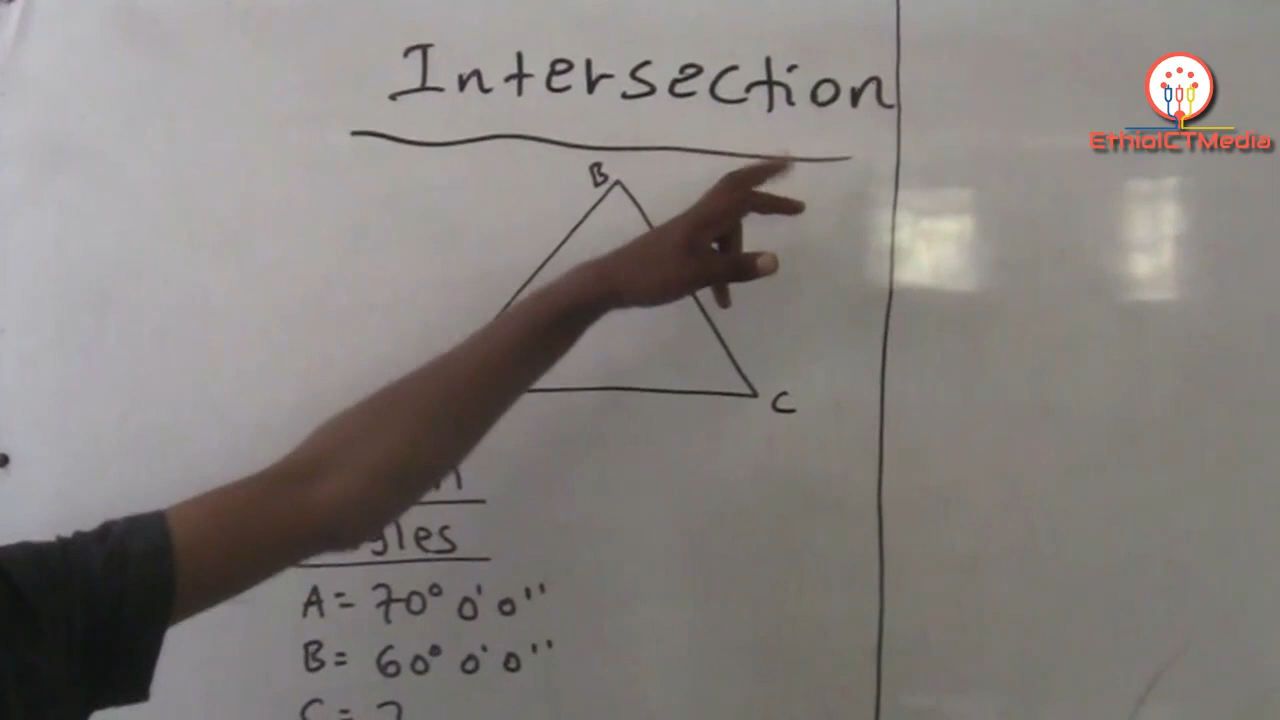 Intersection
EthioICTMedia
B
C
A = 70° 0' 0''
B = 60° 0' 0''
C = ?